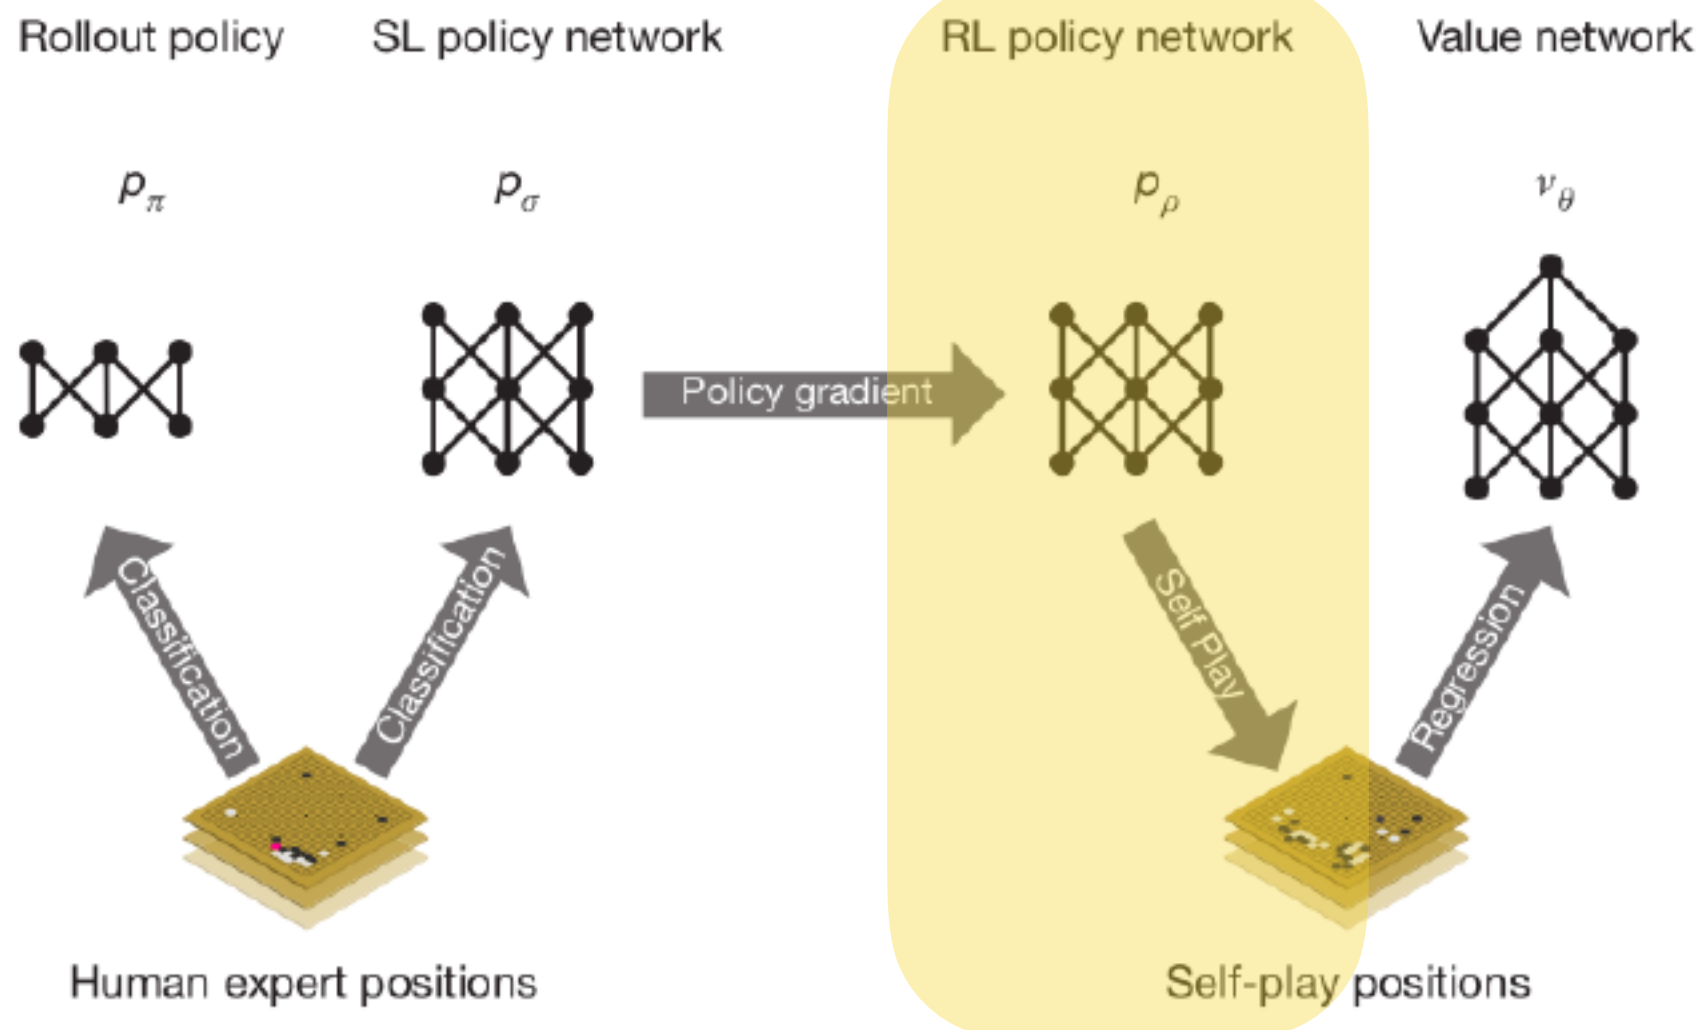 Rollout policy
SL policy network
RL policy network
Value network
pπ
pσ
pρ
νθ
Policy gradient
Classification
Classification
Self Play
Regression
Human expert positions
Self-play positions